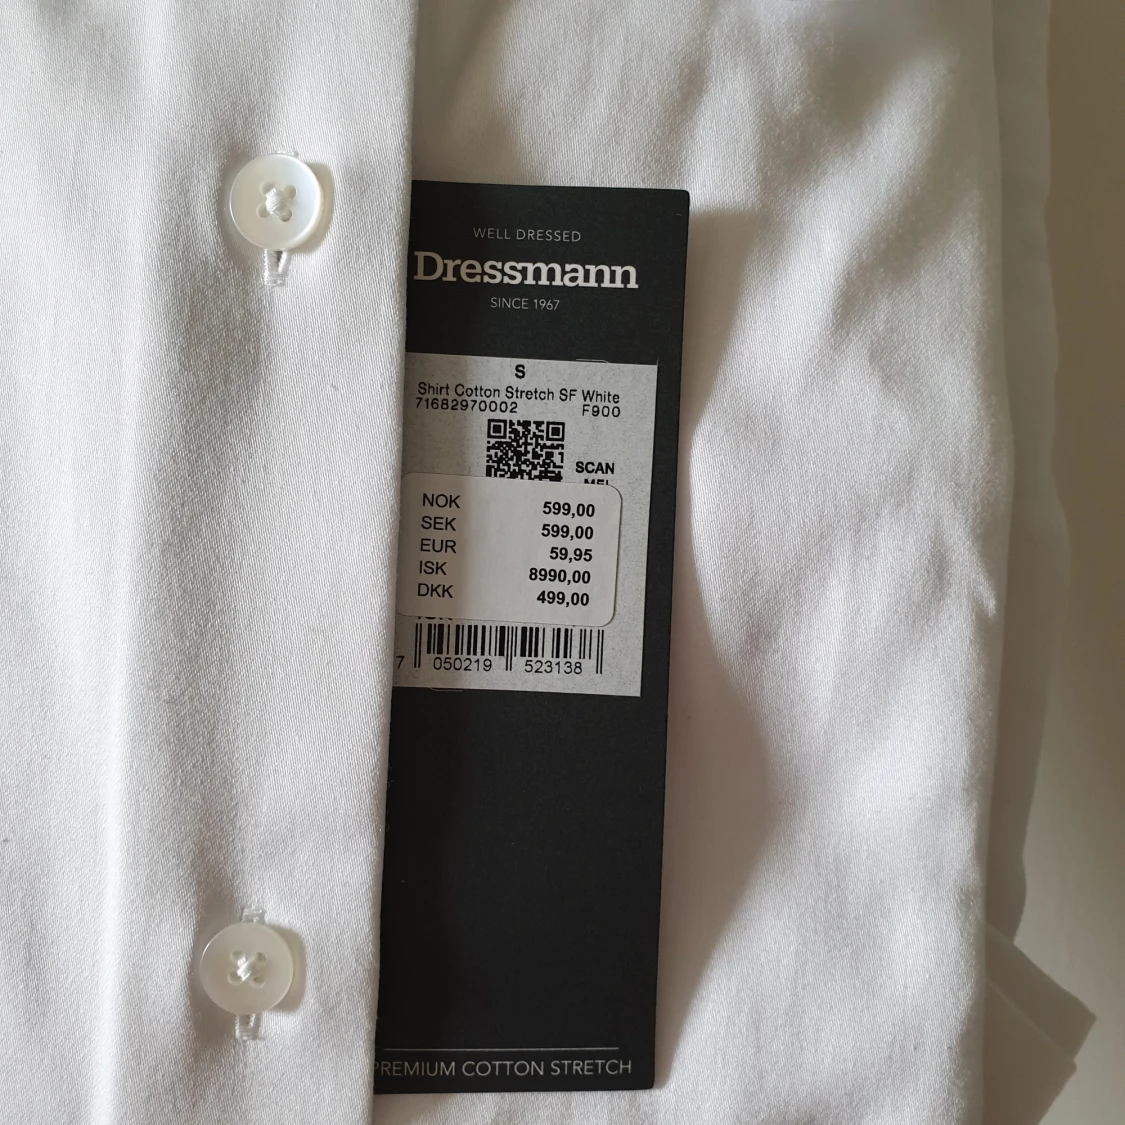 WELL DRESSED
Dressmann
SINCE 1967
S
Shirt Cotton Stretch SF White
71682970002 F900
SCAN
NOK 599,00
SEK 599,00
EUR 59,95
ISK 8990,00
DKK 499,00
7 050219 523138
PREMIUM COTTON STRETCH